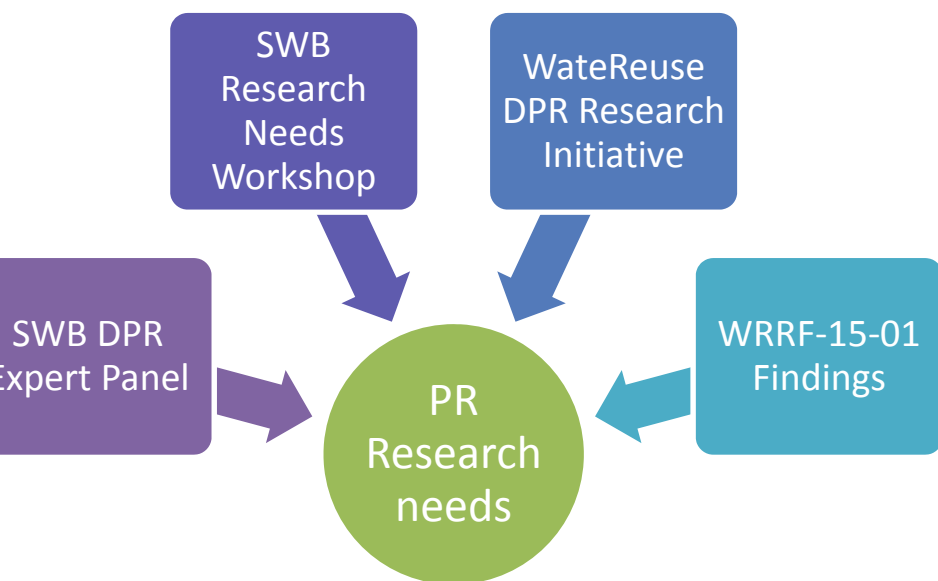 SWB
Research
Needs
Workshop
WateReuse
DPR Research
Initiative
SWB DPR
Expert Panel
WRRF-15-01
Findings
PR
Research
needs